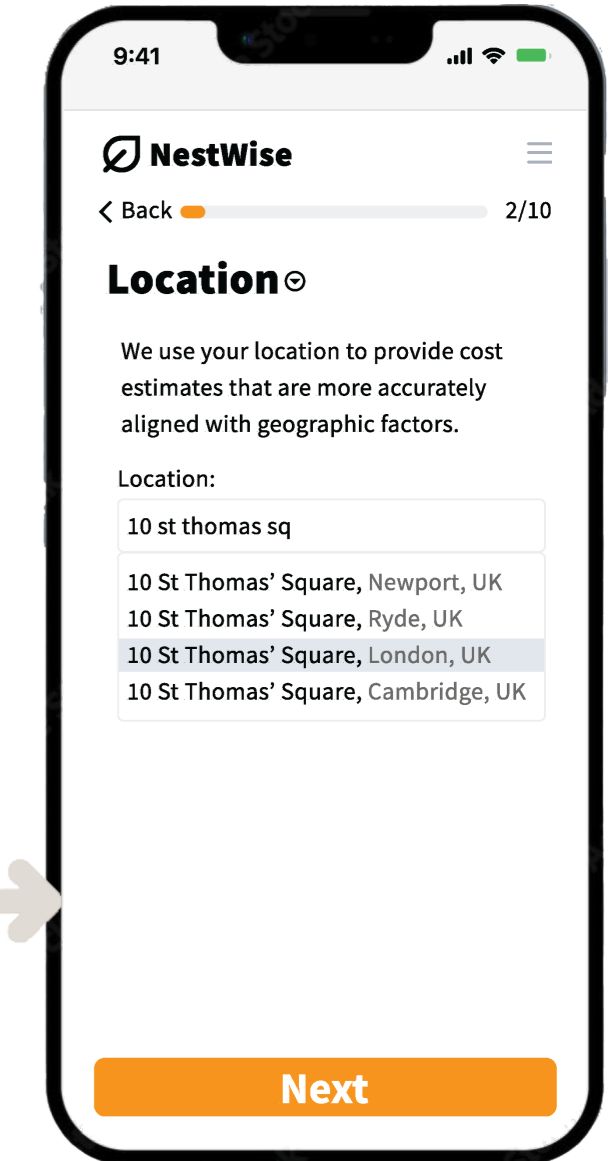 9:41
NestWise
Back
2/10
Location
We use your location to provide cost
estimates that are more accurately
aligned with geographic factors.
Location:
10 st thomas sq
10 St Thomas’ Square, Newport, UK
10 St Thomas’ Square, Ryde, UK
10 St Thomas’ Square, London, UK
10 St Thomas’ Square, Cambridge, UK
Next